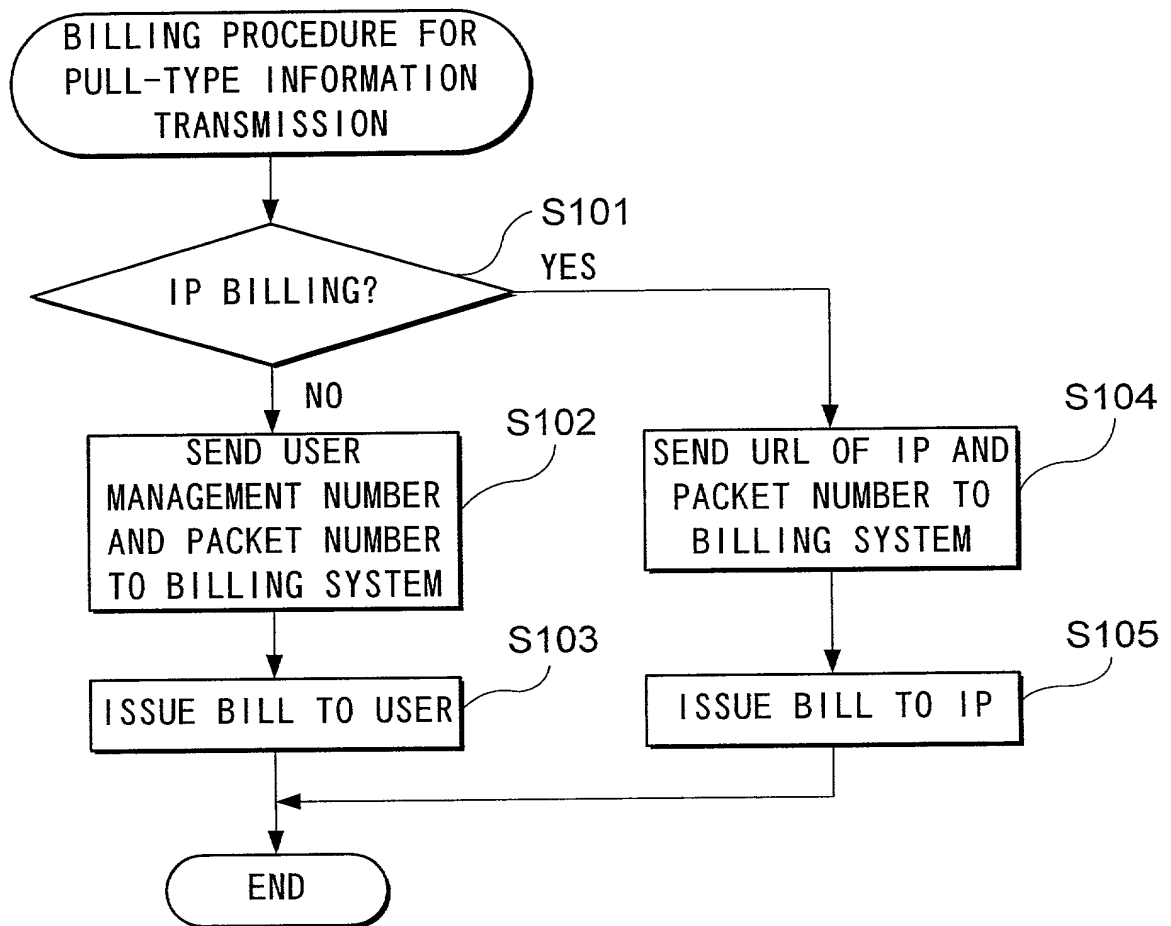 BILLING PROCEDURE FOR
PULL-TYPE INFORMATION
TRANSMISSION
S101
IP BILLING?
YES
NO
S102
SEND USER
MANAGEMENT NUMBER
AND PACKET NUMBER
TO BILLING SYSTEM
S104
SEND URL OF IP AND
PACKET NUMBER TO
BILLING SYSTEM
S103
ISSUE BILL TO USER
S105
ISSUE BILL TO IP
END